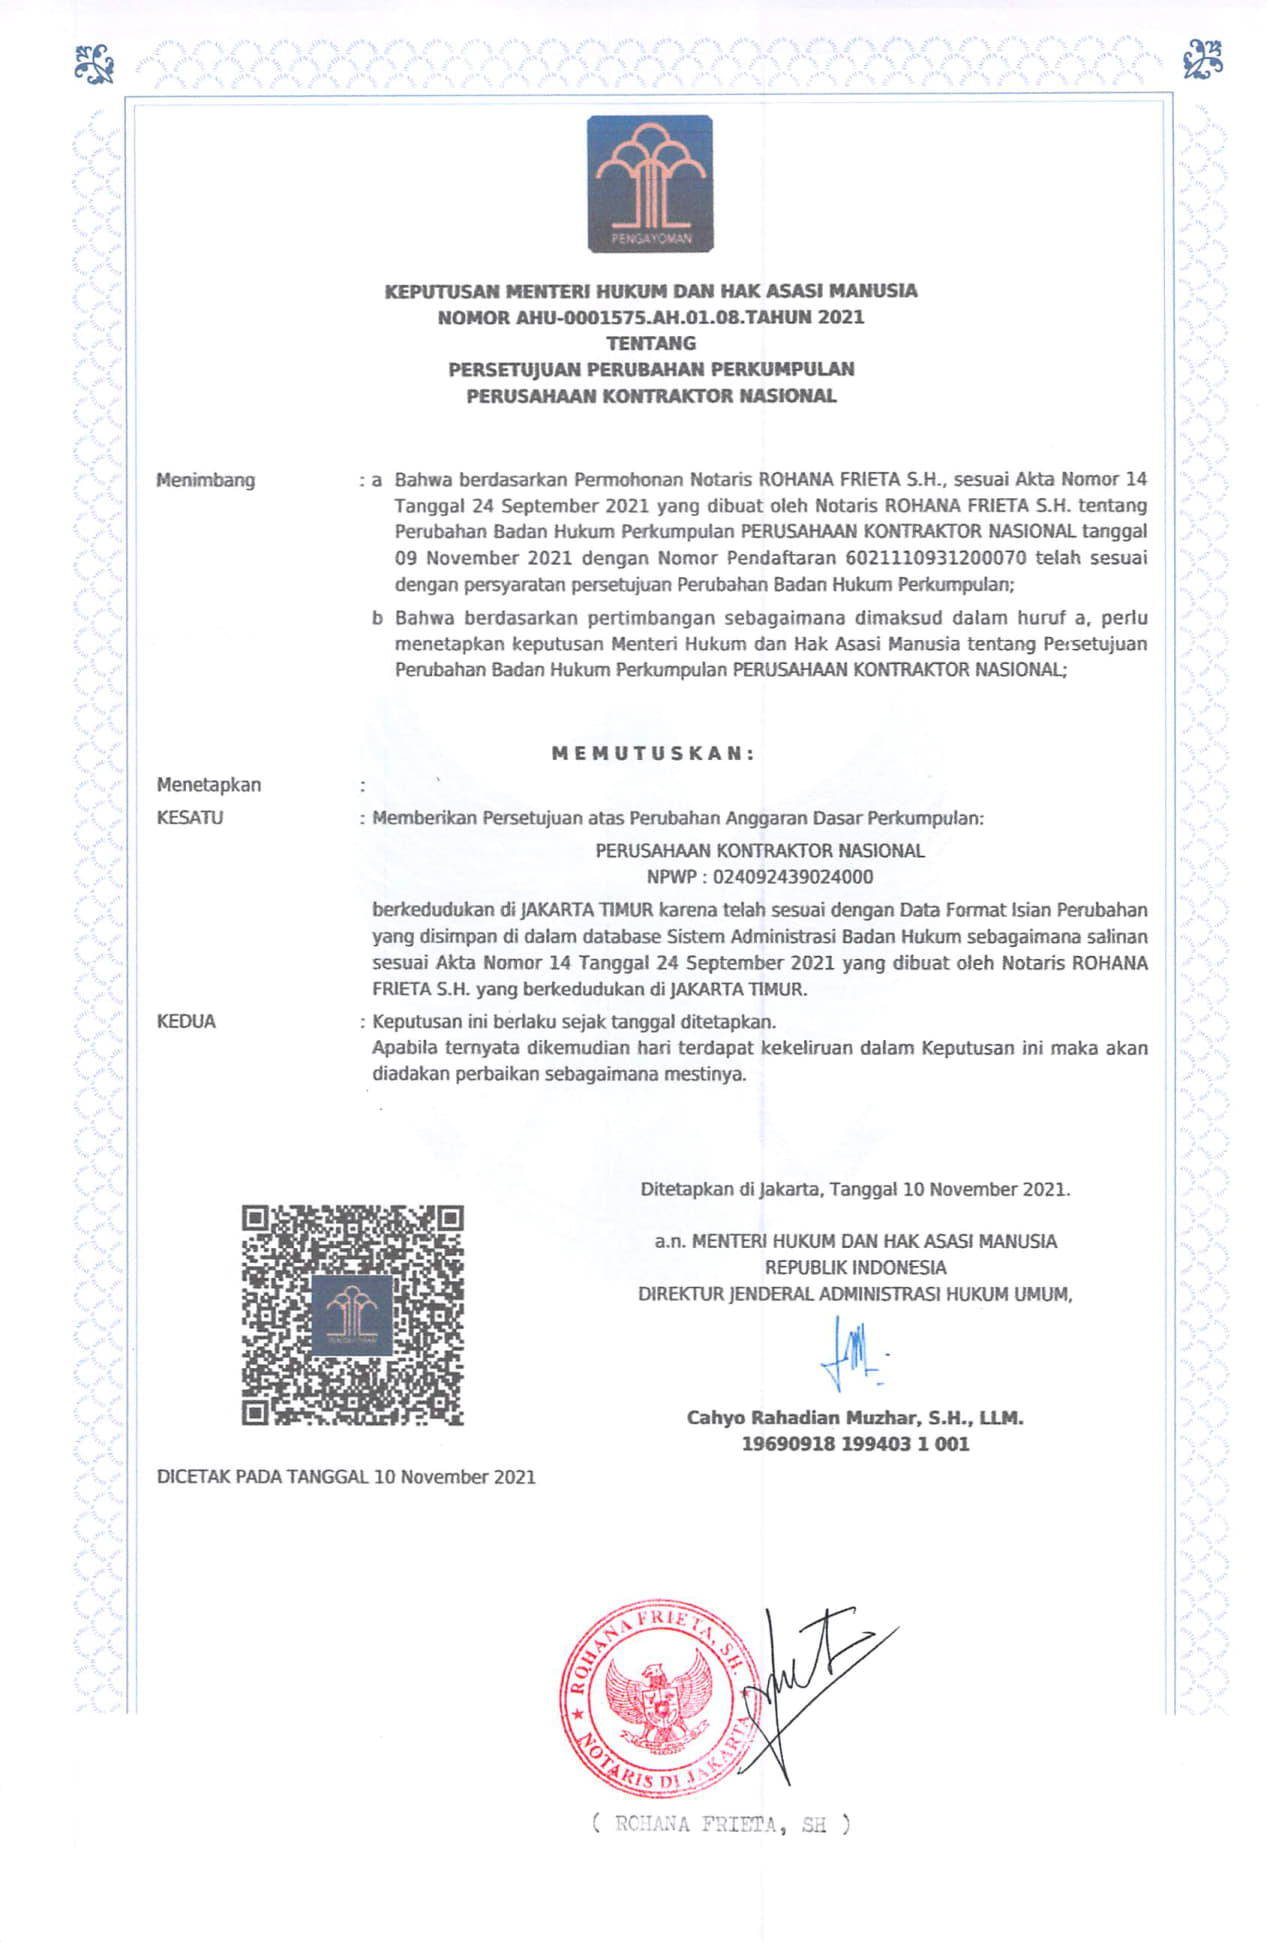 PENGAYOMAN
KEPUTUSAN MENTERI HUKUM DAN HAK ASASI MANUSIA
NOMOR AHU-0001575.AH.01.08.TAHUN 2021
TENTANG
PERSETUJUAN PERUBAHAN PERKUMPULAN
PERUSAHAAN KONTRAKTOR NASIONAL
Menimbang : a Bahwa berdasarkan Permohonan Notaris ROHANA FRIETA S.H., sesuai Akta Nomor 14
Tanggal 24 September 2021 yang dibuat oleh Notaris ROHANA FRIETA S.H. tentang
Perubahan Badan Hukum Perkumpulan PERUSAHAAN KONTRAKTOR NASIONAL tanggal
09 November 2021 dengan Nomor Pendaftaran 6021110931200070 telah sesuai
dengan persyaratan persetujuan Perubahan Badan Hukum Perkumpulan;
b Bahwa berdasarkan pertimbangan sebagaimana dimaksud dalam huruf a, perlu
menetapkan keputusan Menteri Hukum dan Hak Asasi Manusia tentang Persetujuan
Perubahan Badan Hukum Perkumpulan PERUSAHAAN KONTRAKTOR NASIONAL;
M E M U T U S K A N :
Menetapkan :
KESATU : Memberikan Persetujuan atas Perubahan Anggaran Dasar Perkumpulan:
PERUSAHAAN KONTRAKTOR NASIONAL
NPWP : 024092439024000
berkedudukan di JAKARTA TIMUR karena telah sesuai dengan Data Format Isian Perubahan
yang disimpan di dalam database Sistem Administrasi Badan Hukum sebagaimana salinan
sesuai Akta Nomor 14 Tanggal 24 September 2021 yang dibuat oleh Notaris ROHANA
FRIETA S.H. yang berkedudukan di JAKARTA TIMUR.
KEDUA : Keputusan ini berlaku sejak tanggal ditetapkan.
Apabila ternyata dikemudian hari terdapat kekeliruan dalam Keputusan ini maka akan
diadakan perbaikan sebagaimana mestinya.
Ditetapkan di Jakarta, Tanggal 10 November 2021.
a.n. MENTERI HUKUM DAN HAK ASASI MANUSIA
REPUBLIK INDONESIA
DIREKTUR JENDERAL ADMINISTRASI HUKUM UMUM,
PENGAYOMAN
Cahyo Rahadian Muzhar, S.H., LLM.
19690918 199403 1 001
DICETAK PADA TANGGAL 10 November 2021
ROHANA FRIETA, SH.
NOTARIS DI JAKARTA
( ROHANA FRIETA, SH )